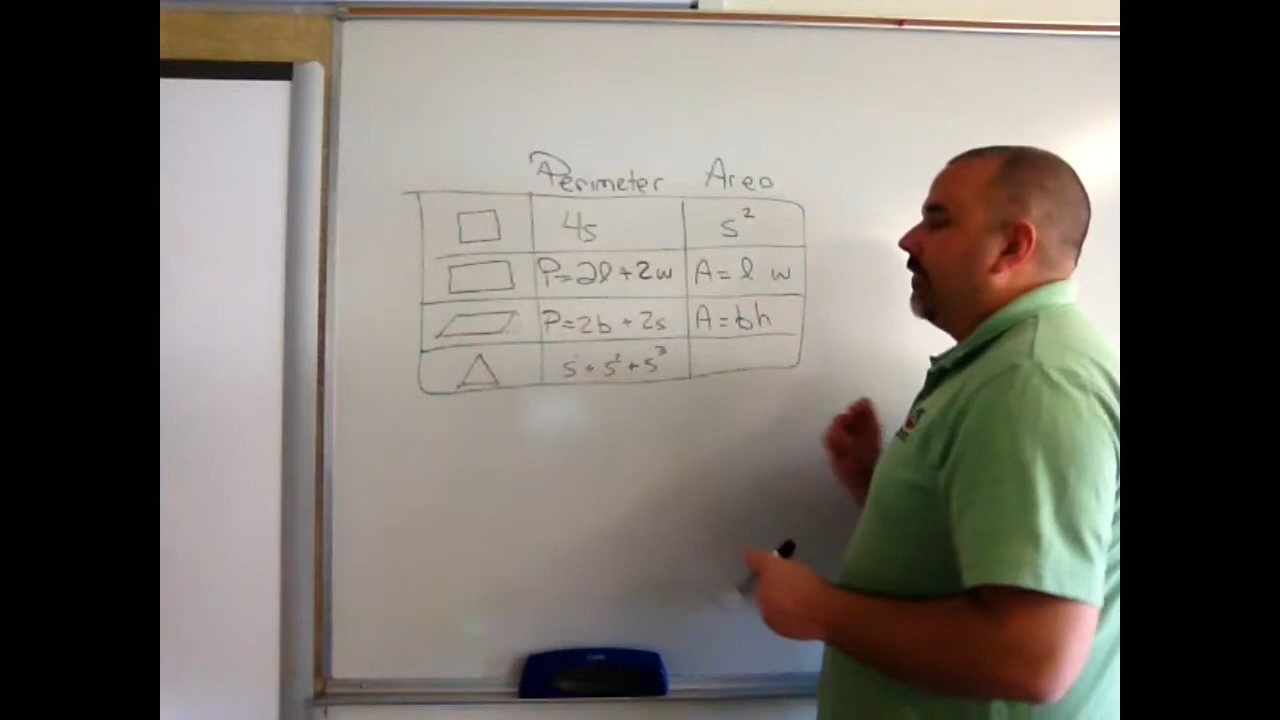 Perimeter Area
4s s²
P=2l+2w A=l w
P=2b+2s A=bh
s+s²+s³